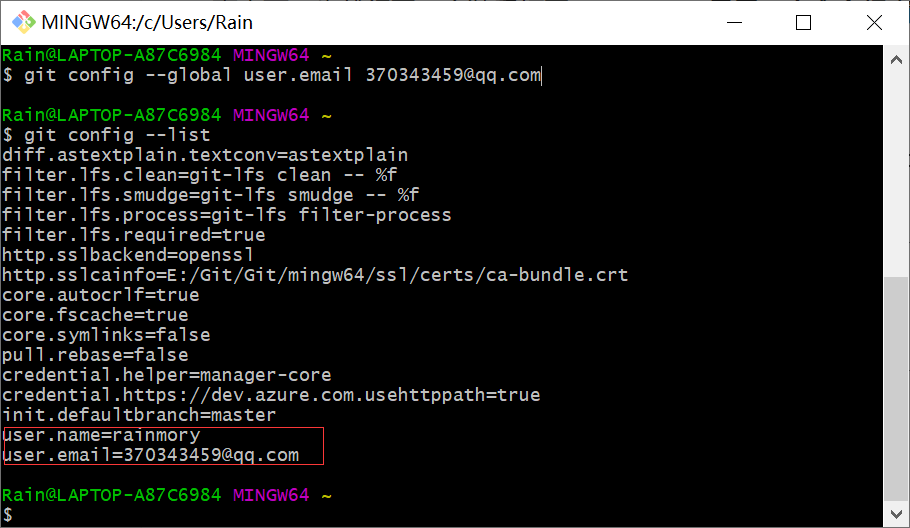 MINGW64:/c/Users/Rain
Rain@LAPTOP-A87C6984 MINGW64 ~
$ git config --global user.email 370343459@qq.com
Rain@LAPTOP-A87C6984 MINGW64 ~
$ git config --list
diff.astextplain.textconv=astextplain
filter.lfs.clean=git-lfs clean -- %f
filter.lfs.smudge=git-lfs smudge -- %f
filter.lfs.process=git-lfs filter-process
filter.lfs.required=true
http.sslbackend=openssl
http.sslcainfo=E:/Git/Git/mingw64/ssl/certs/ca-bundle.crt
core.autocrlf=true
core.fscache=true
core.symlinks=false
pull.rebase=false
credential.helper=manager-core
credential.https://dev.azure.com.usehttppath=true
init.defaultbranch=master
user.name=rainmory
user.email=370343459@qq.com
Rain@LAPTOP-A87C6984 MINGW64 ~
$